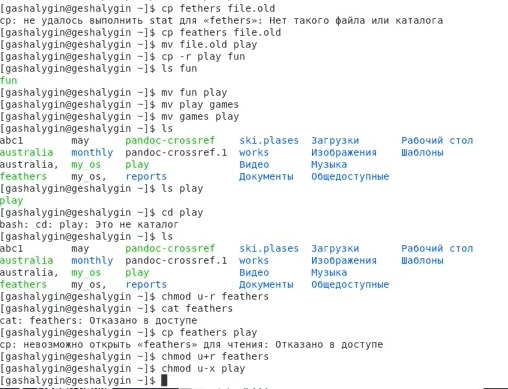 [gashalygin@geshalygin ~]$ cp fethers file.old
cp: не удалось выполнить stat для «fethers»: Нет такого файла или каталога
[gashalygin@geshalygin ~]$ cp feathers file.old
[gashalygin@geshalygin ~]$ mv file.old play
[gashalygin@geshalygin ~]$ cp -r play fun
[gashalygin@geshalygin ~]$ ls fun
fun
[gashalygin@geshalygin ~]$ mv fun play
[gashalygin@geshalygin ~]$ mv play games
[gashalygin@geshalygin ~]$ mv games play
[gashalygin@geshalygin ~]$ ls
abc1 may pandoc-crossref ski.plases Загрузки Рабочий стол
australia monthly pandoc-crossref.1 works Изображения Шаблоны
australia, my_os play Видео Музыка
feathers my_os, reports Документы Общедоступные
[gashalygin@geshalygin ~]$ ls play
play
[gashalygin@geshalygin ~]$ cd play
bash: cd: play: Это не каталог
[gashalygin@geshalygin ~]$ ls
abc1 may pandoc-crossref ski.plases Загрузки Рабочий стол
australia monthly pandoc-crossref.1 works Изображения Шаблоны
australia, my_os play Видео Музыка
feathers my_os, reports Документы Общедоступные
[gashalygin@geshalygin ~]$ chmod u-r feathers
[gashalygin@geshalygin ~]$ cat feathers
cat: feathers: Отказано в доступе
[gashalygin@geshalygin ~]$ cp feathers play
cp: невозможно открыть «feathers» для чтения: Отказано в доступе
[gashalygin@geshalygin ~]$ chmod u+r feathers
[gashalygin@geshalygin ~]$ chmod u-x play
[gashalygin@geshalygin ~]$